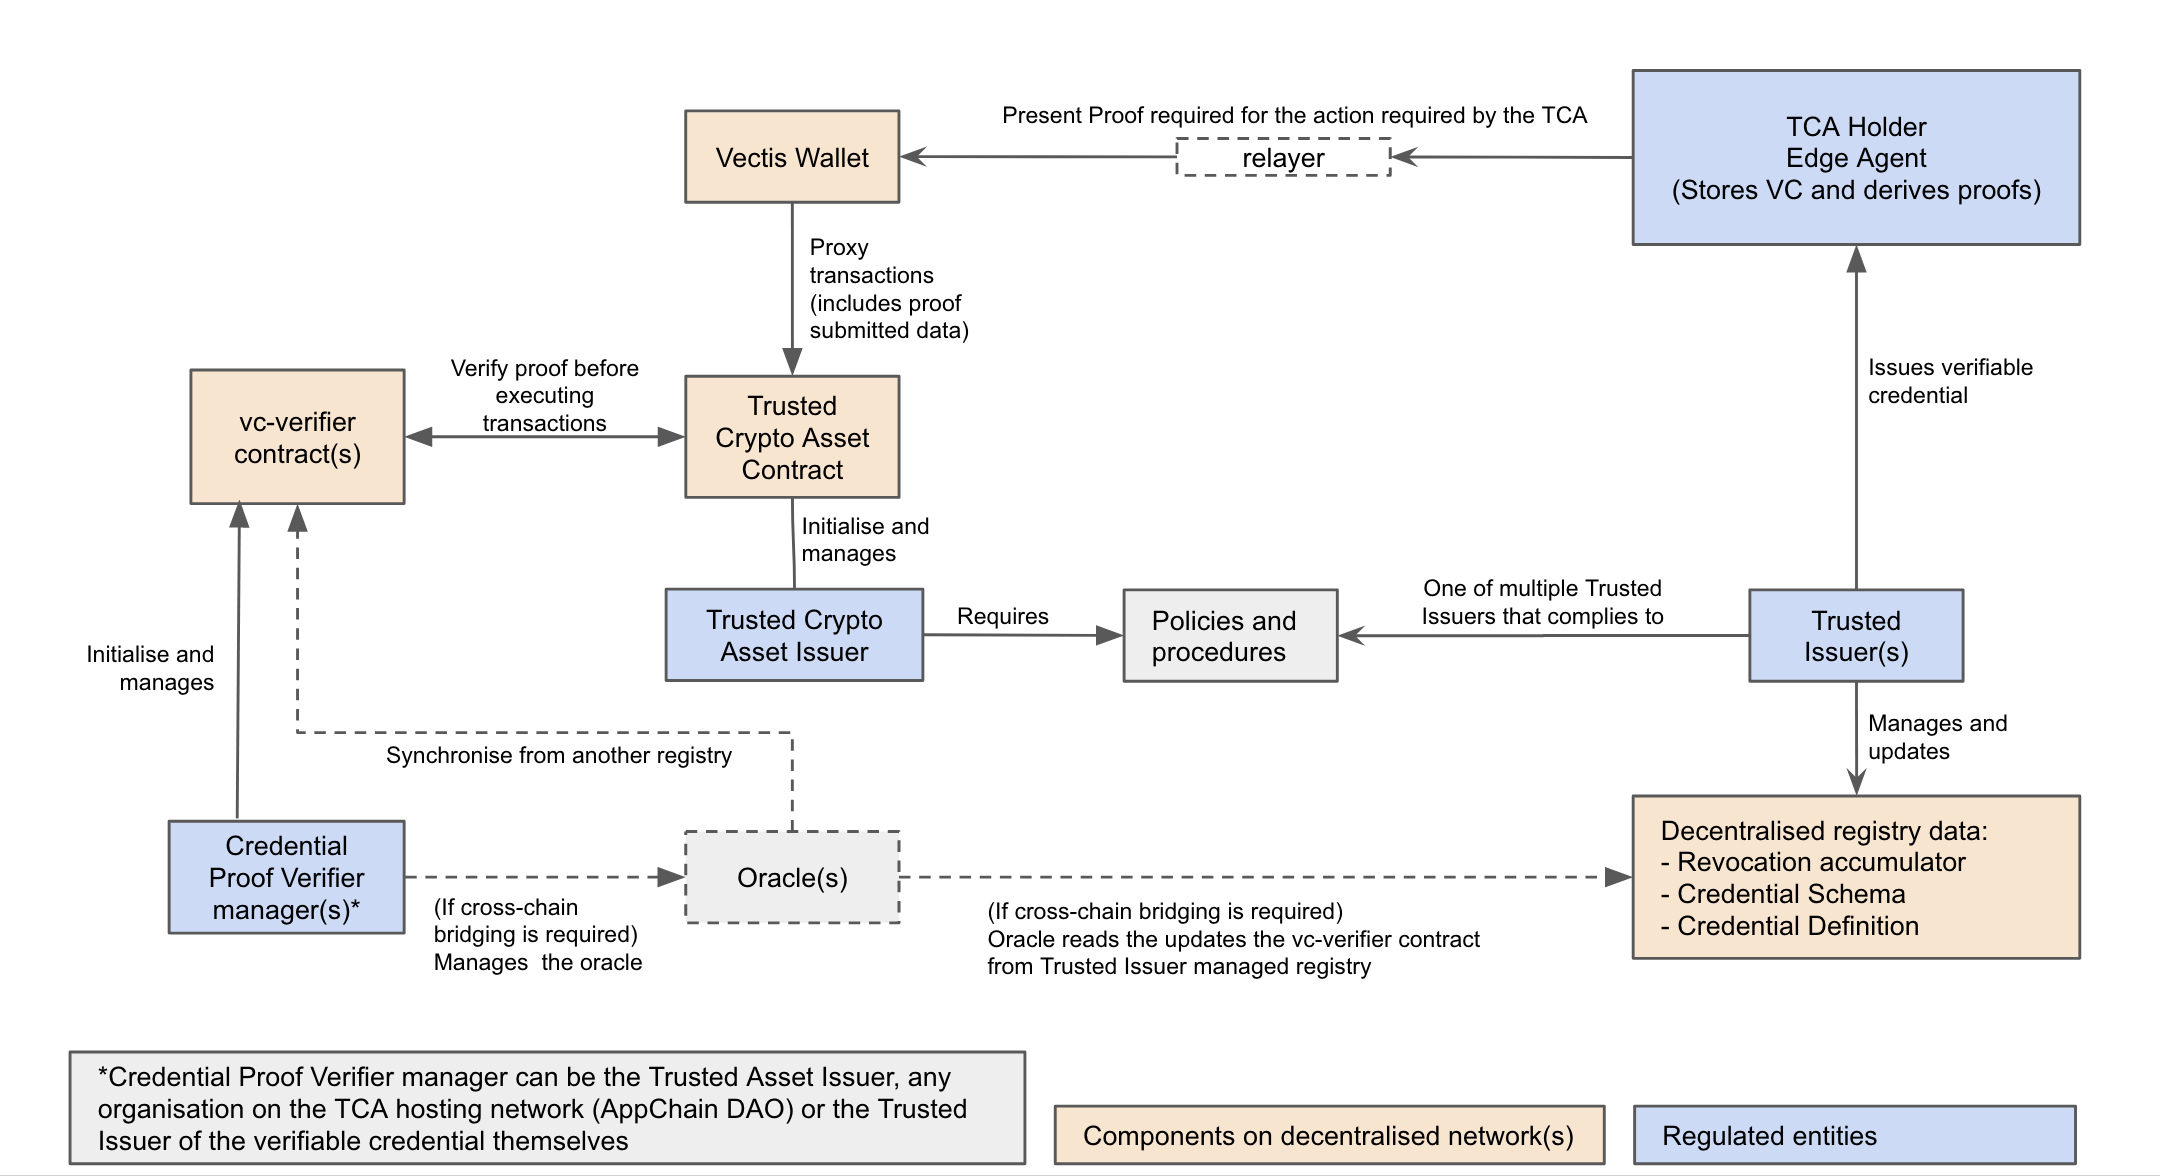 Present Proof required for the action required by the TCA
Vectis Wallet
relayer
TCA Holder
Edge Agent
(Stores VC and derives proofs)
Proxy
transactions
(includes proof
submitted data)
Verify proof before
executing
transactions
Issues verifiable
credential
vc-verifier
contract(s)
Trusted
Crypto Asset
Contract
Initialise and
manages
Trusted Crypto
Asset Issuer
Requires
Policies and
procedures
One of multiple Trusted
Issuers that complies to
Trusted
Issuer(s)
Initialise and
manages
Synchronise from another registry
Manages and
updates
Credential
Proof Verifier
manager(s)*
(If cross-chain
bridging is required)
Manages  the oracle
Oracle(s)
(If cross-chain bridging is required)
Oracle reads the updates the vc-verifier contract
from Trusted Issuer managed registry
Decentralised registry data:
- Revocation accumulator
- Credential Schema
- Credential Definition
*Credential Proof Verifier manager can be the Trusted Asset Issuer, any
organisation on the TCA hosting network (AppChain DAO) or the Trusted
Issuer of the verifiable credential themselves
Components on decentralised network(s)
Regulated entities